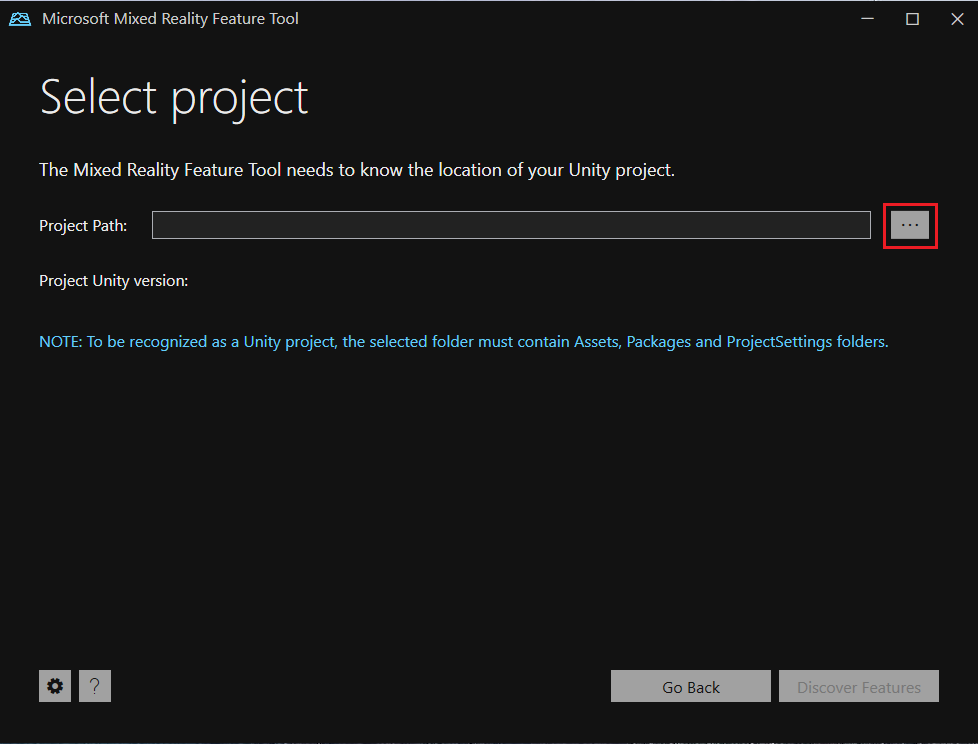 Microsoft Mixed Reality Feature Tool
Select project
The Mixed Reality Feature Tool needs to know the location of your Unity project.
Project Path:
...
Project Unity version:
NOTE: To be recognized as a Unity project, the selected folder must contain Assets, Packages and ProjectSettings folders.
?
Go Back
Discover Features